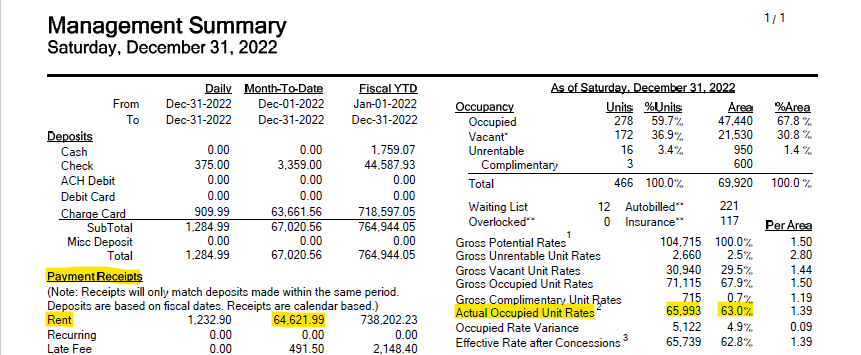 Management Summary
1 / 1
Saturday, December 31, 2022
Daily Month-To-Date Fiscal YTD
From Dec-31-2022 Dec-01-2022 Jan-01-2022
To Dec-31-2022 Dec-31-2022 Dec-31-2022
Deposits
Cash 0.00 0.00 1,759.07
Check 375.00 3,359.00 44,587.93
ACH Debit 0.00 0.00 0.00
Debit Card 0.00 0.00 0.00
Charge Card 909.99 63,661.56 718,597.05
SubTotal 1,284.99 67,020.56 764,944.05
Misc Deposit 0.00 0.00 0.00
Total 1,284.99 67,020.56 764,944.05
Payment Receipts
(Note: Receipts will only match deposits made within the same period.
Deposits are based on fiscal dates. Receipts are calendar based.)
Rent 1,232.90 64,621.99 738,202.23
Recurring 0.00 0.00 0.00
Late Fee 0.00 491.50 2,148.40
As of Saturday, December 31, 2022
Occupancy Units %Units Area %Area
Occupied 278 59.7% 47,440 67.8 %
Vacant* 172 36.9% 21,530 30.8 %
Unrentable 16 3.4% 950 1.4 %
Complimentary 3 600
Total 466 100.0% 69,920 100.0 %
Waiting List 12 Autobilled** 221
Overlocked** 0 Insurance** 117
Per Area
Gross Potential Rates 1 104,715 100.0% 1.50
Gross Unrentable Unit Rates 2,660 2.5% 2.80
Gross Vacant Unit Rates 30,940 29.5% 1.44
Gross Occupied Unit Rates 71,115 67.9% 1.50
Gross Complimentary Unit Rates 715 0.7% 1.19
Actual Occupied Unit Rates 2 65,993 63.0% 1.39
Occupied Rate Variance 5,122 4.9% 0.09
Effective Rate after Concessions 3 65,739 62.8% 1.39